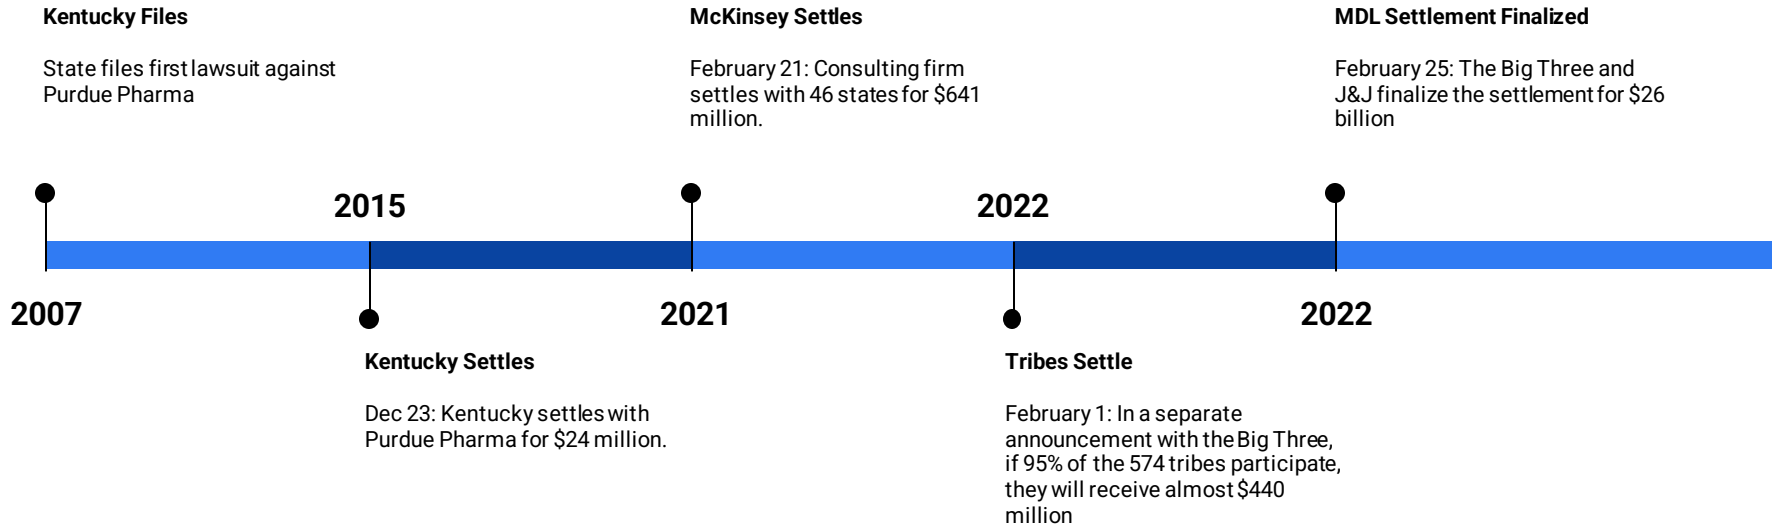 Kentucky Files
State files first lawsuit against
Purdue Pharma
2007
2015
Kentucky Settles
Dec 23: Kentucky settles with
Purdue Pharma for $24 million.
McKinsey Settles
February 21: Consulting firm
settles with 46 states for $641
million.
2021
2022
Tribes Settle
February 1: In a separate
announcement with the Big Three,
if 95% of the 574 tribes participate,
they will receive almost $440
million
MDL Settlement Finalized
February 25: The Big Three and
J&J finalize the settlement for $26
billion
2022